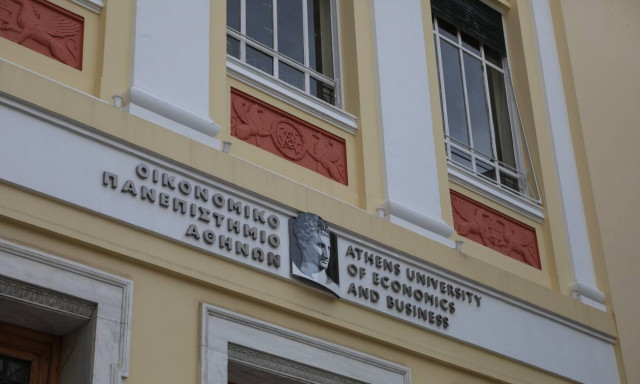 ΟΙΚΟΝΟΜΙΚΟ
ΠΑΝΕΠΙΣΤΗΜΙΟ
ΑΘΗΝΩΝ
ATHENS UNIVERSITY
OF ECONOMICS
AND BUSINESS